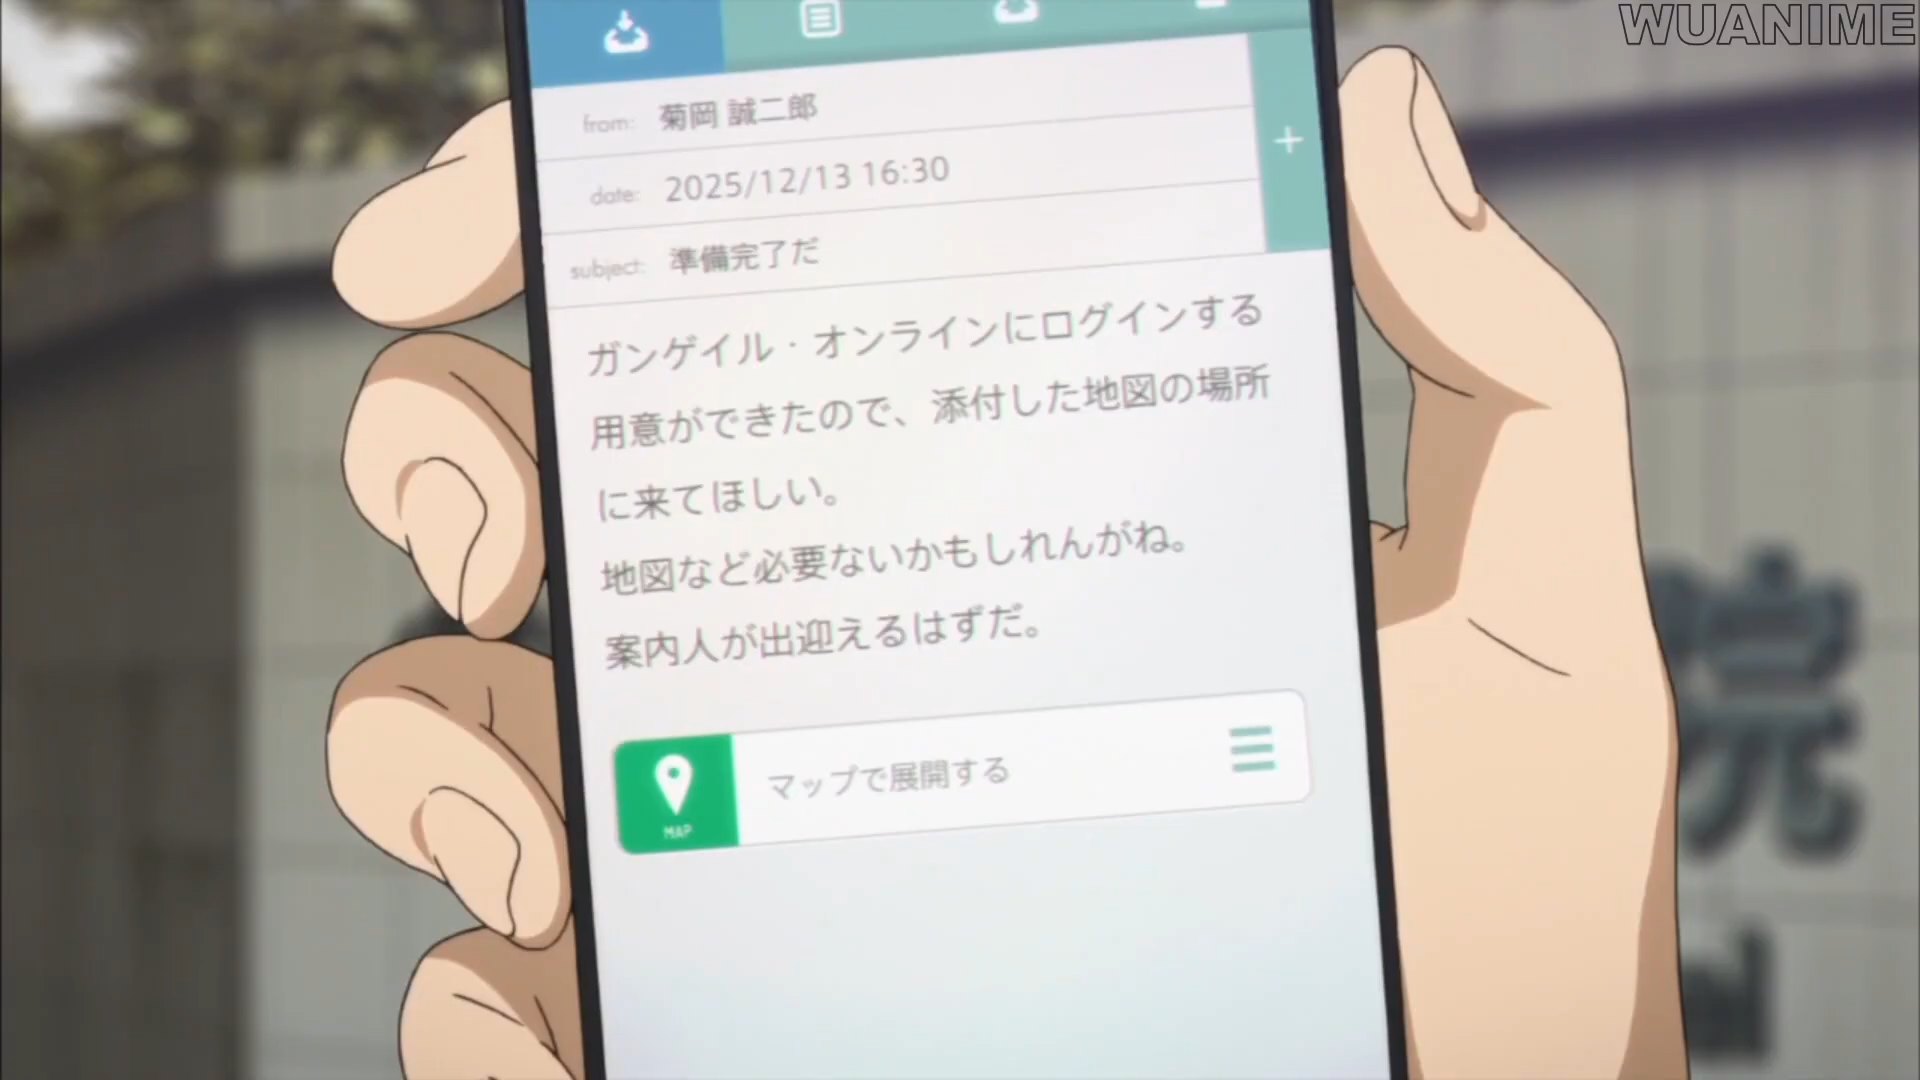 WUANIME
from: 菊岡 誠二郎
date: 2025/12/13 16:30
subject: 準備完了だ
ガンゲイル・オンラインにログインする
用意ができたので、添付した地図の場所
に来てほしい。
地図など必要ないかもしれんがね。
案内人が出迎えるはずだ。
マップで展開する
MAP
院
al